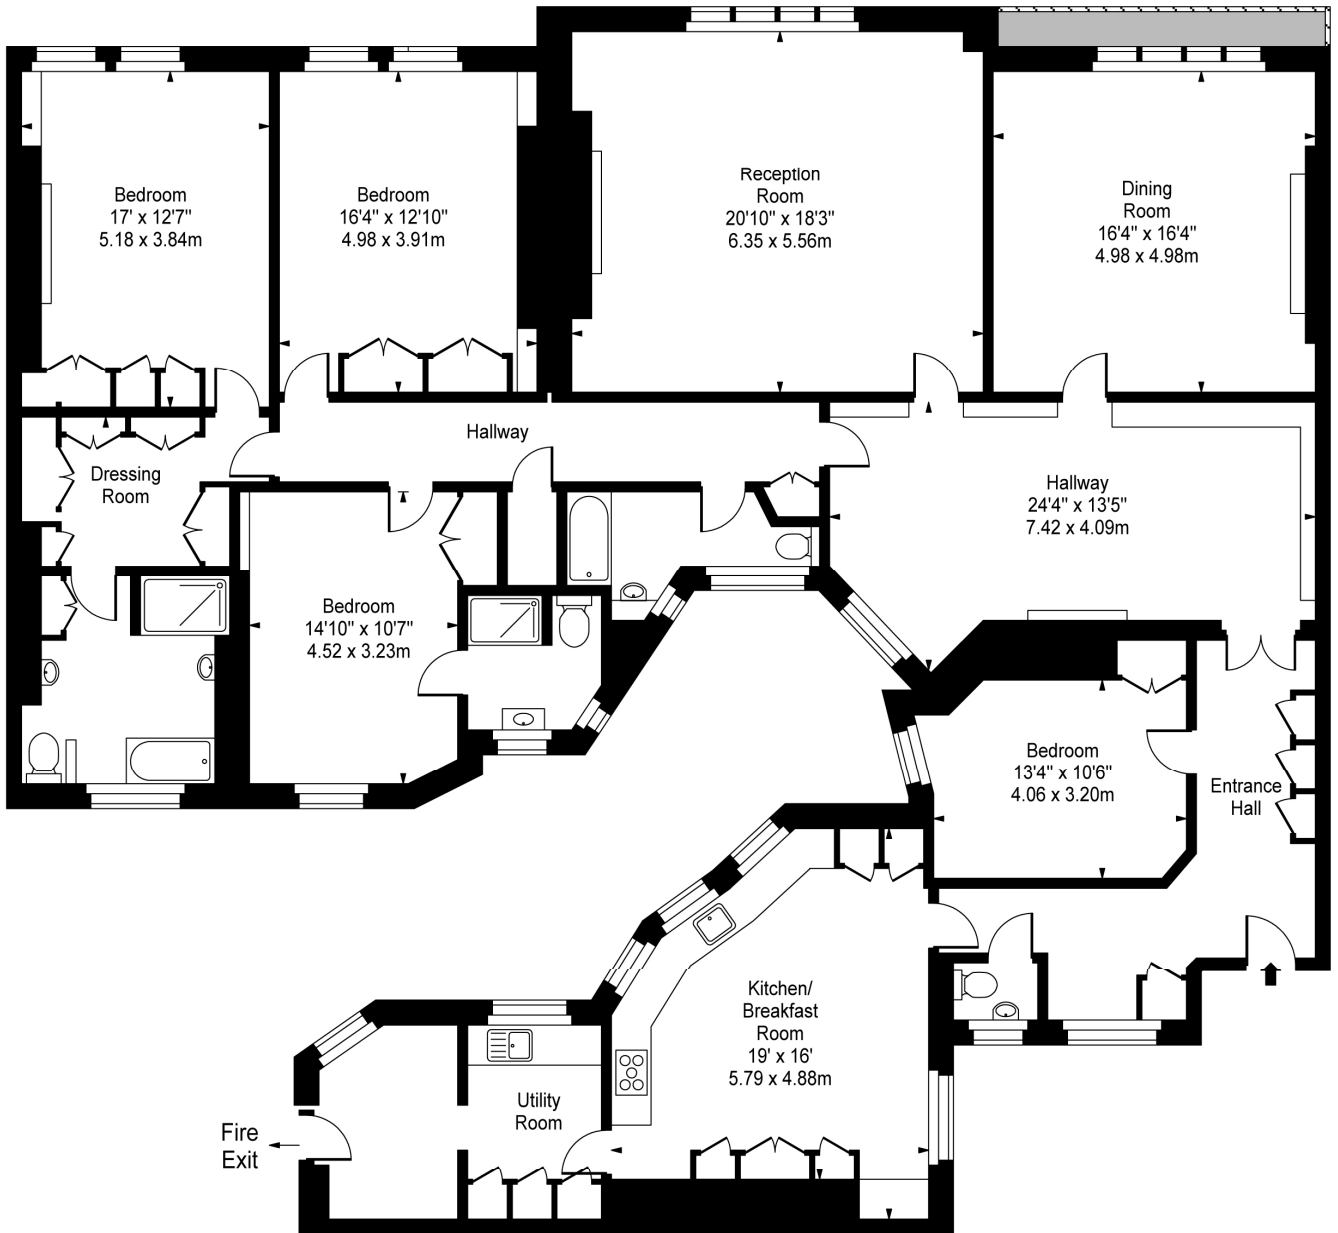 Bedroom
17' x 12'7"
5.18 x 3.84m
Bedroom
16'4" x 12'10"
4.98 x 3.91m
Reception
Room
20'10" x 18'3"
6.35 x 5.56m
Dining
Room
16'4" x 16'4"
4.98 x 4.98m
Hallway
Dressing
Room
Hallway
24'4" x 13'5"
7.42 x 4.09m
Bedroom
14'10" x 10'7"
4.52 x 3.23m
Bedroom
13'4" x 10'6"
4.06 x 3.20m
Entrance
Hall
Kitchen/
Breakfast
Room
19' x 16'
5.79 x 4.88m
Utility
Room
Fire
Exit